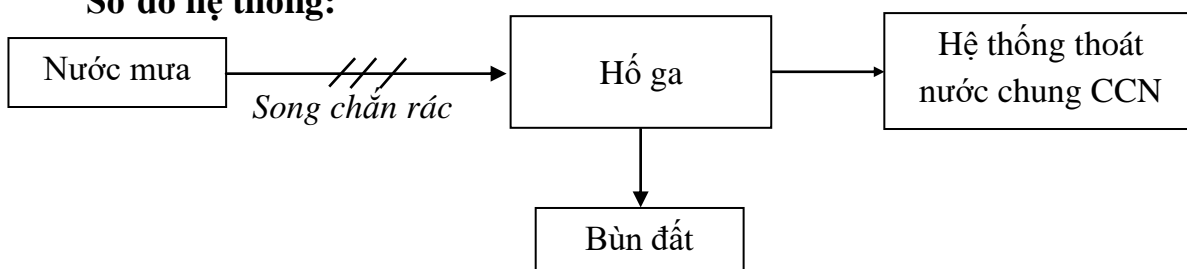 Sơ đồ hệ thống:
Nước mưa
Song chắn rác
Hố ga
Hệ thống thoát
nước chung CCN
Bùn đất